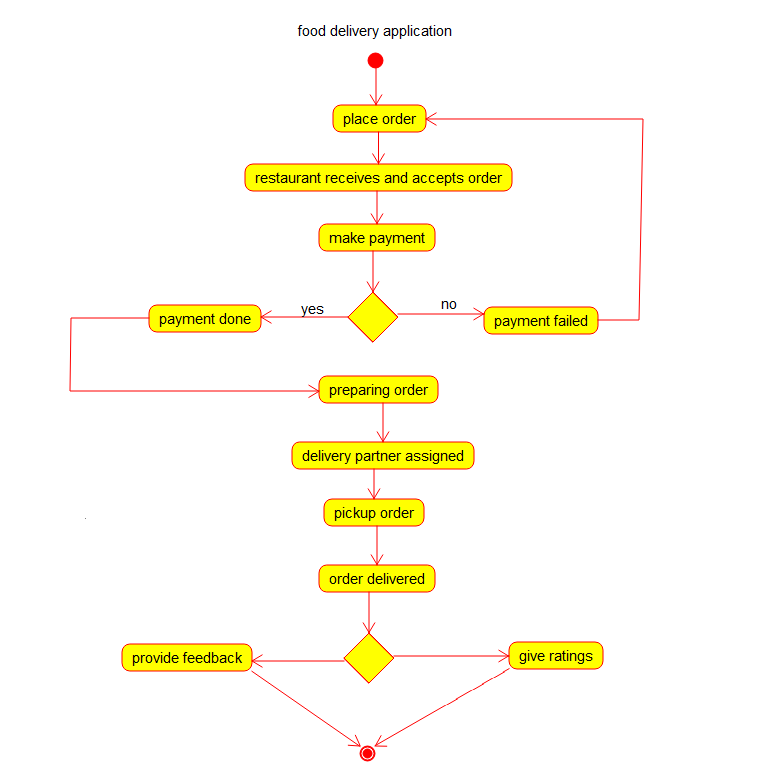 food delivery application
place order
restaurant receives and accepts order
make payment
yes
no
payment done
payment failed
preparing order
delivery partner assigned
pickup order
order delivered
provide feedback
give ratings